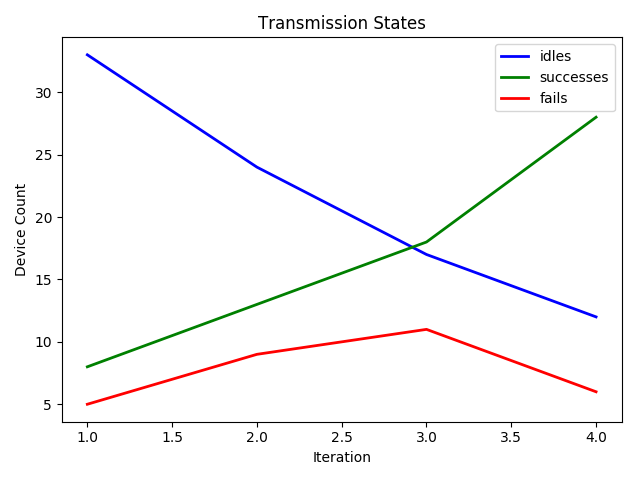 Transmission States
idles
successes
fails
Device Count
30
25
20
15
10
5
1.0 1.5 2.0 2.5 3.0 3.5 4.0
Iteration